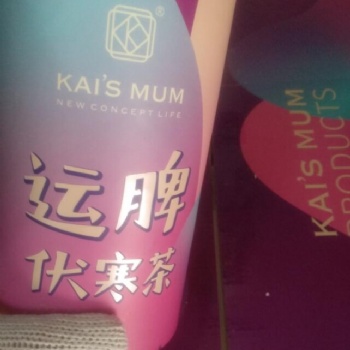 ®
KAI'S MUM
NEW CONCEPT LIFE
运脾
伏寒茶
KAI'S MUM
PRODUCTS